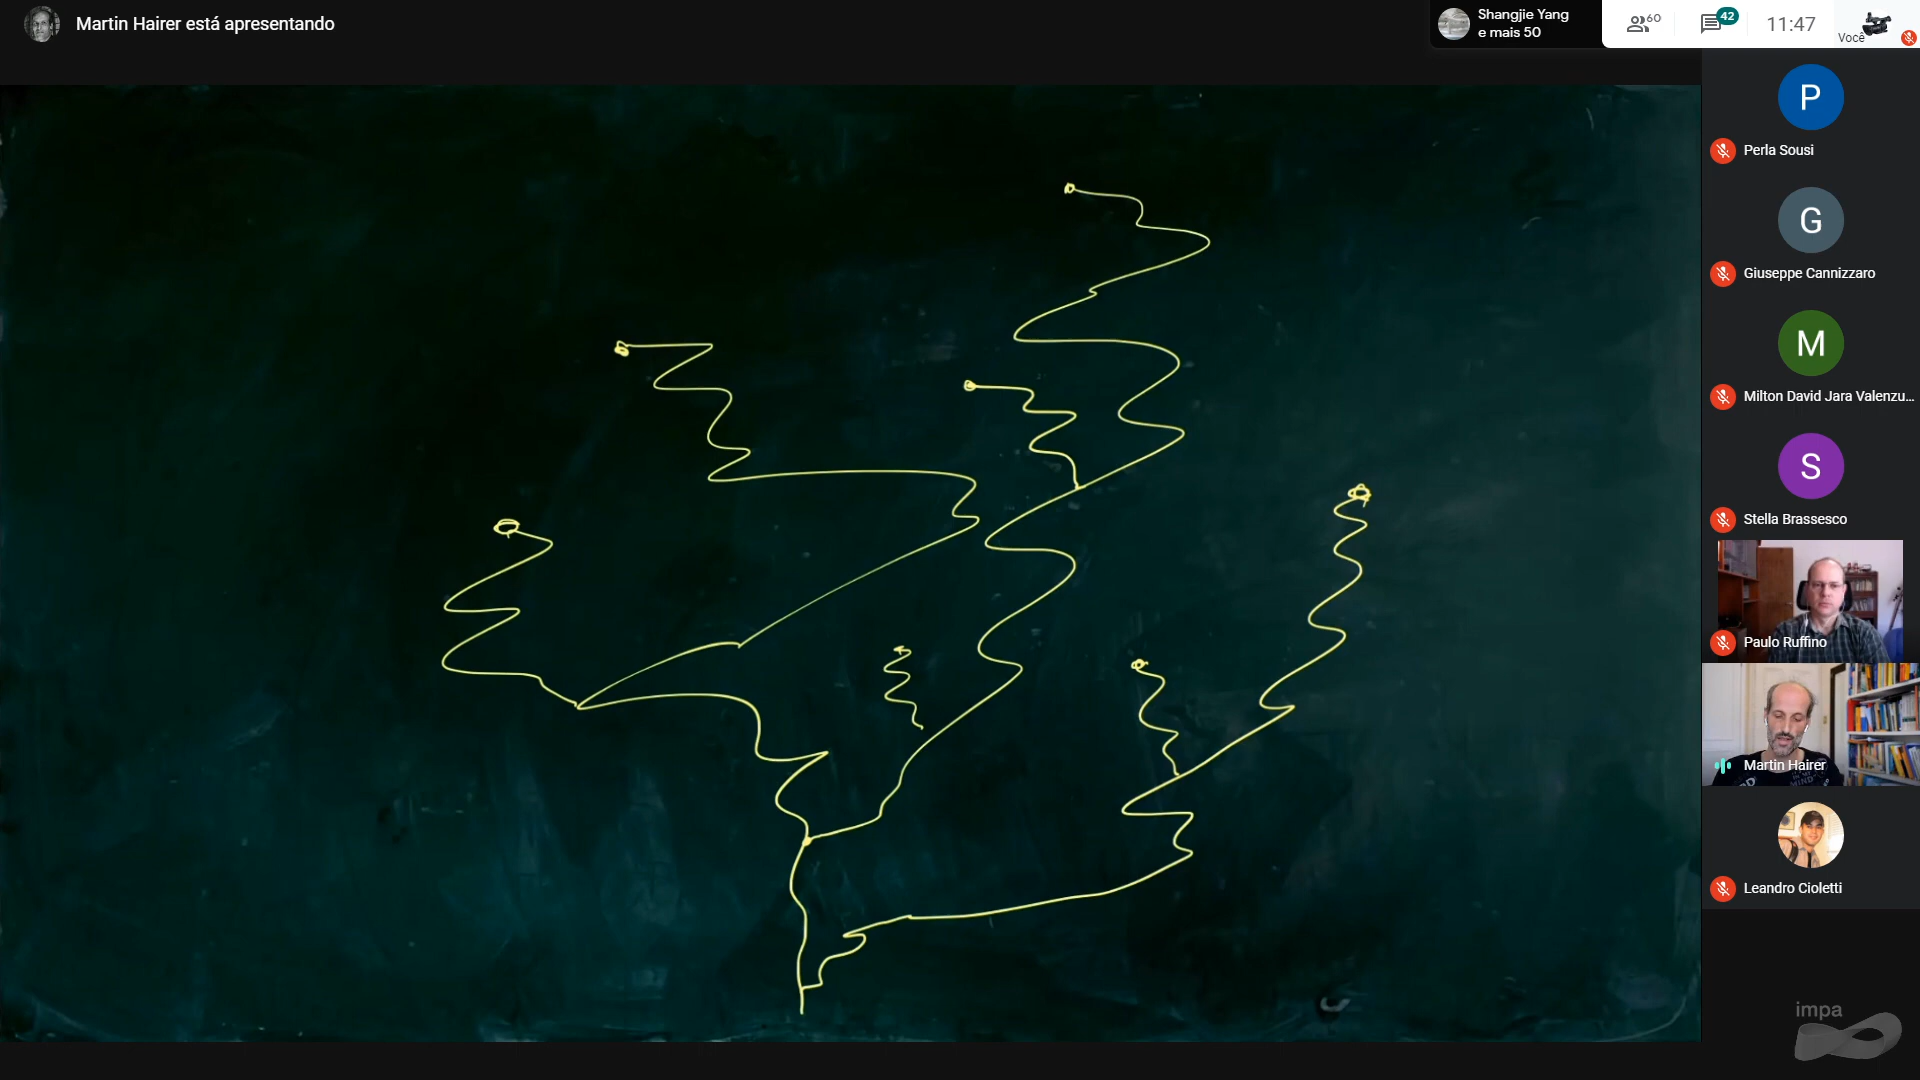 Martin Hairer está apresentando
Shangjie Yang
e mais 50
60
42
11:47
Você
P
Perla Sousi
G
Giuseppe Cannizzaro
M
Milton David Jara Valenzu...
S
Stella Brassesco
Paulo Ruffino
Martin Hairer
Leandro Cioletti
impa